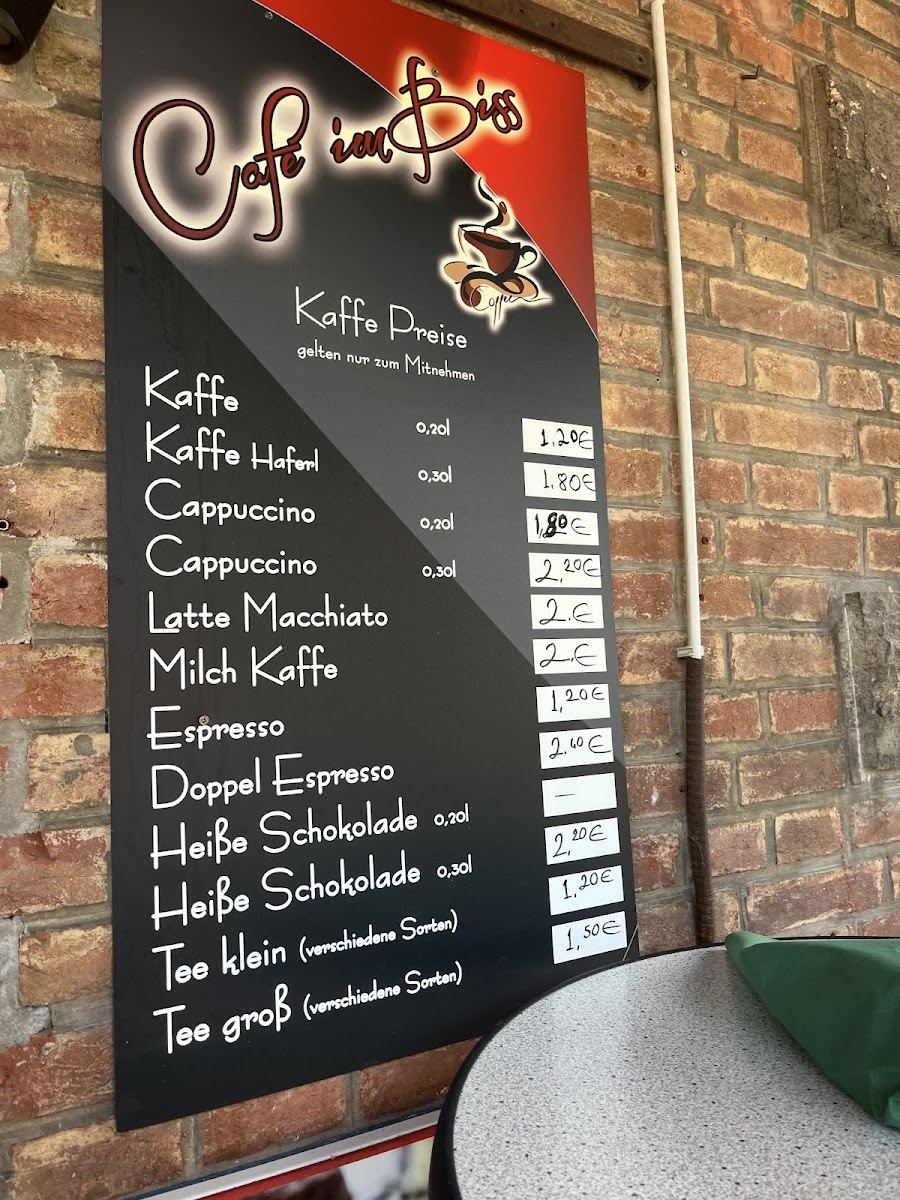 Café im Biss
Coffee
Kaffe Preise
gelten nur zum Mitnehmen
Kaffe 0,20l 1,20€
Kaffe Haferl 0,30l 1.80€
Cappuccino 0,20l 1,80€
Cappuccino 0,30l 2,20€
Latte Macchiato 2.€
Milch Kaffe 2.€
Espresso 1,20€
Doppel Espresso 2.40€
Heiße Schokolade 0,20l —
Heiße Schokolade 0,30l 2,20€
Tee klein (verschiedene Sorten) 1,20€
Tee groß (verschiedene Sorten) 1,50€